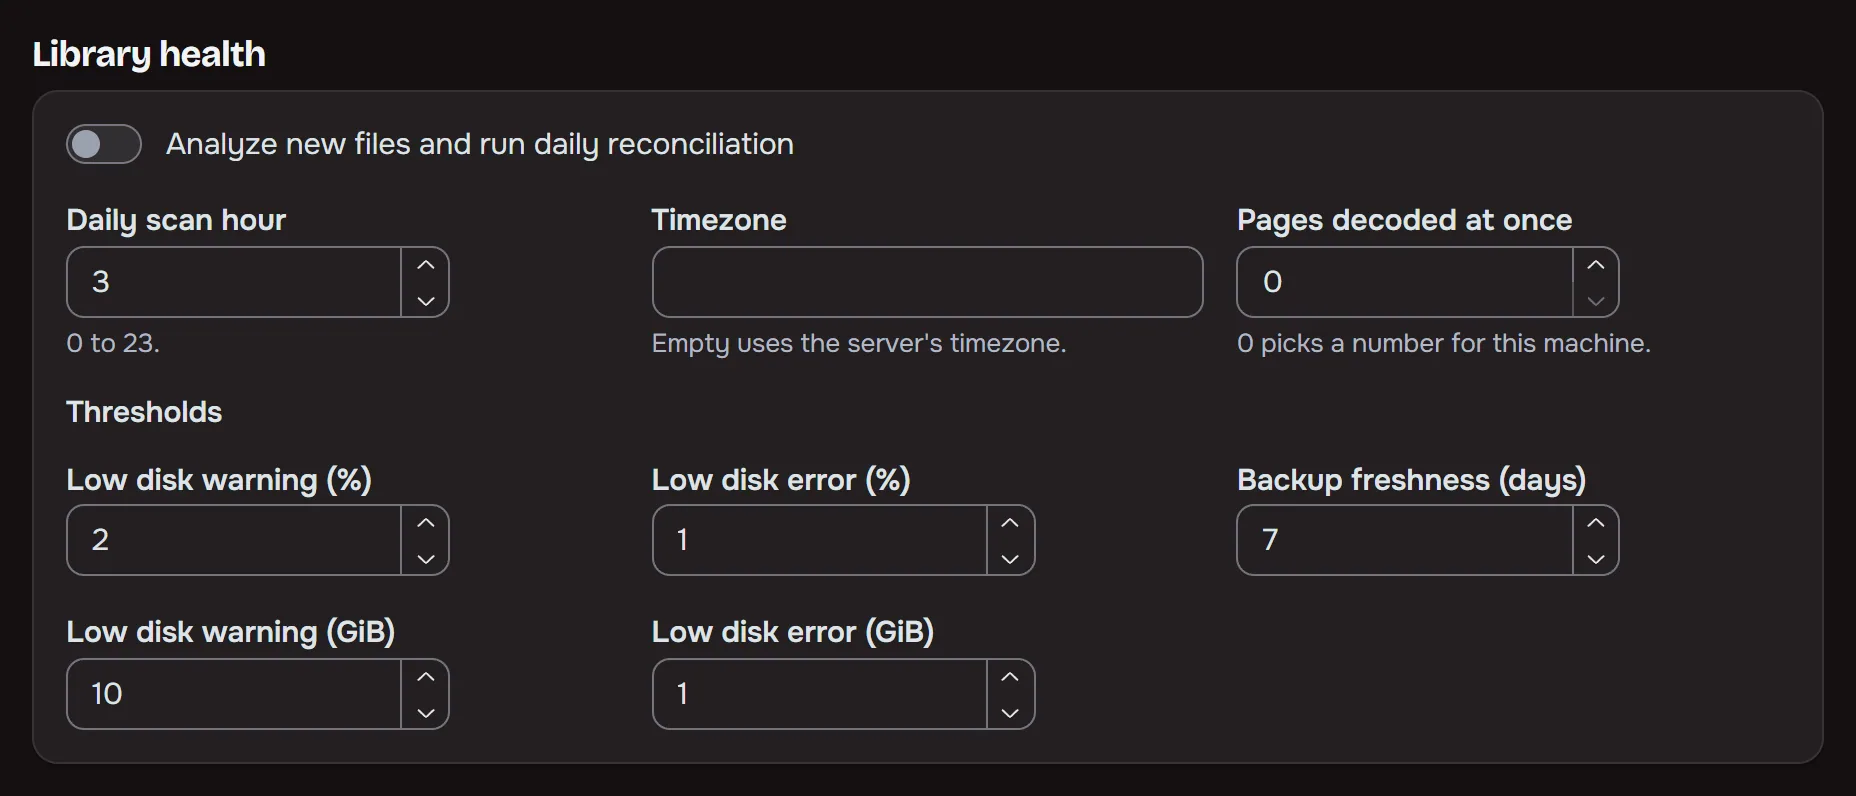 Library health
Analyze new files and run daily reconciliation
Daily scan hour
3
0 to 23.
Timezone
Empty uses the server's timezone.
Pages decoded at once
0
0 picks a number for this machine.
Thresholds
Low disk warning (%)
2
Low disk error (%)
1
Backup freshness (days)
7
Low disk warning (GiB)
10
Low disk error (GiB)
1